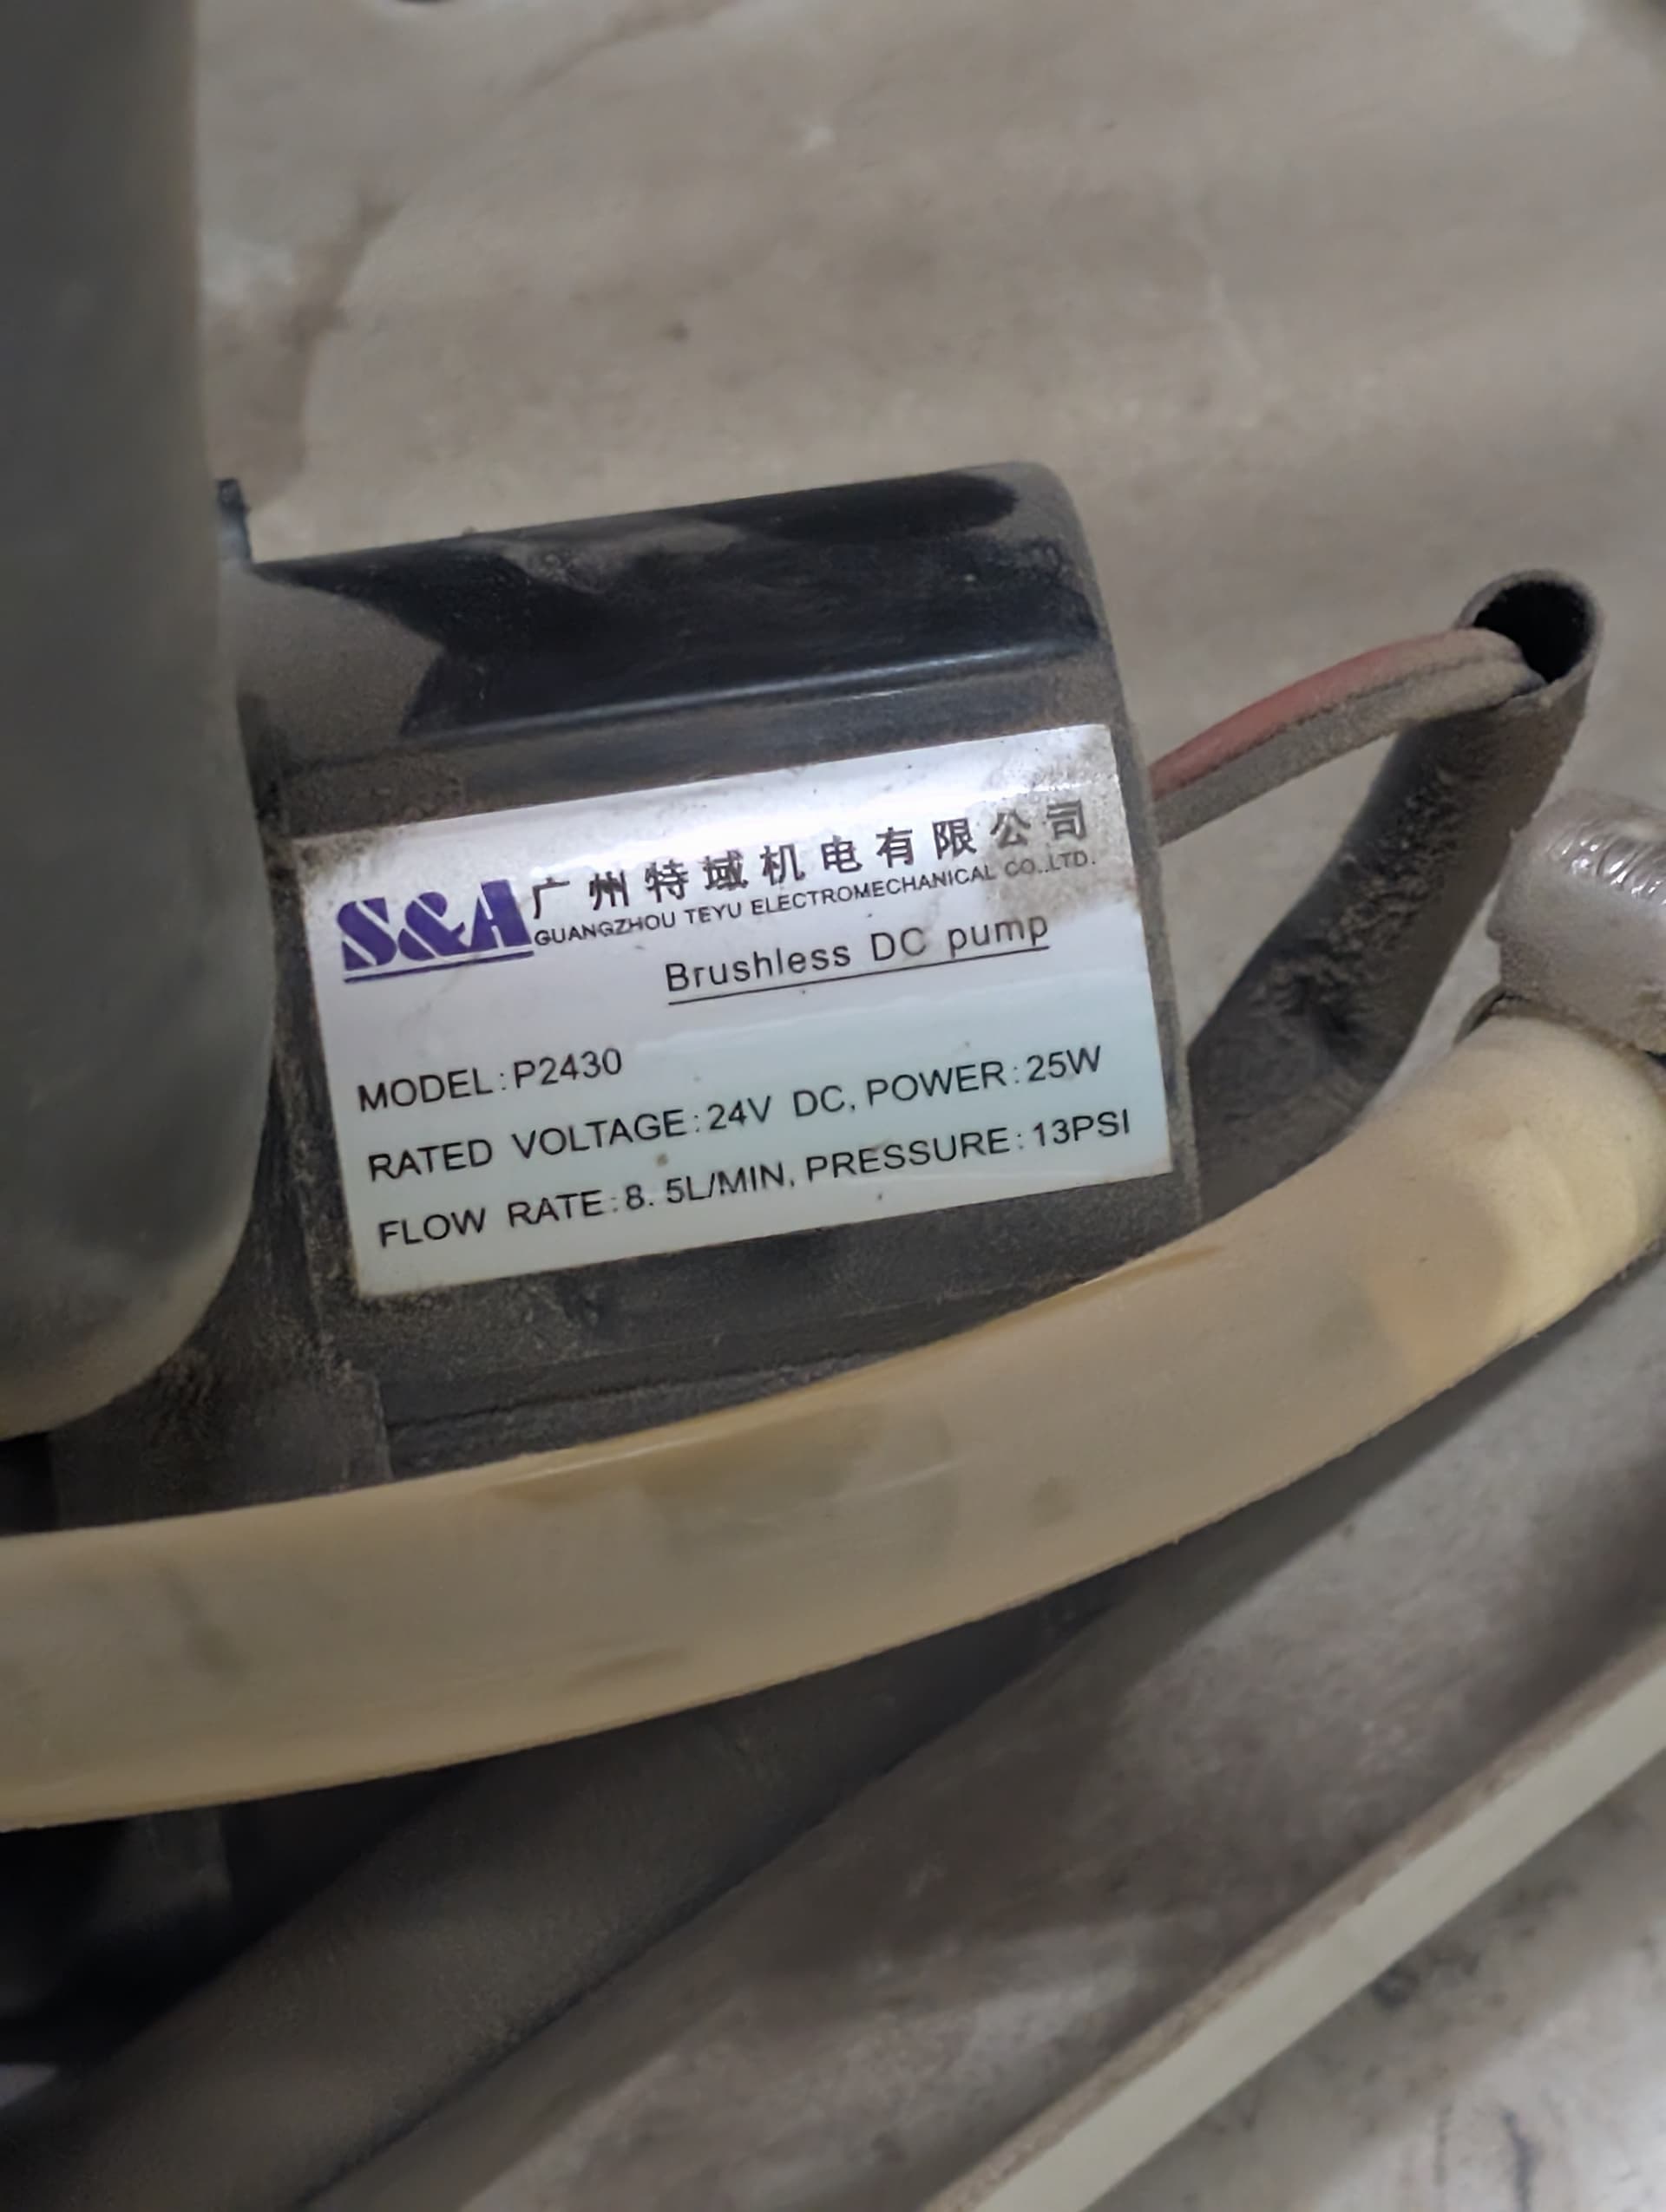 S&A 广州特域机电有限公司
GUANGZHOU TEYU ELECTROMECHANICAL CO.,LTD.
Brushless DC pump
MODEL:P2430
RATED VOLTAGE:24V DC, POWER:25W
FLOW RATE:8.5L/MIN, PRESSURE:13PSI